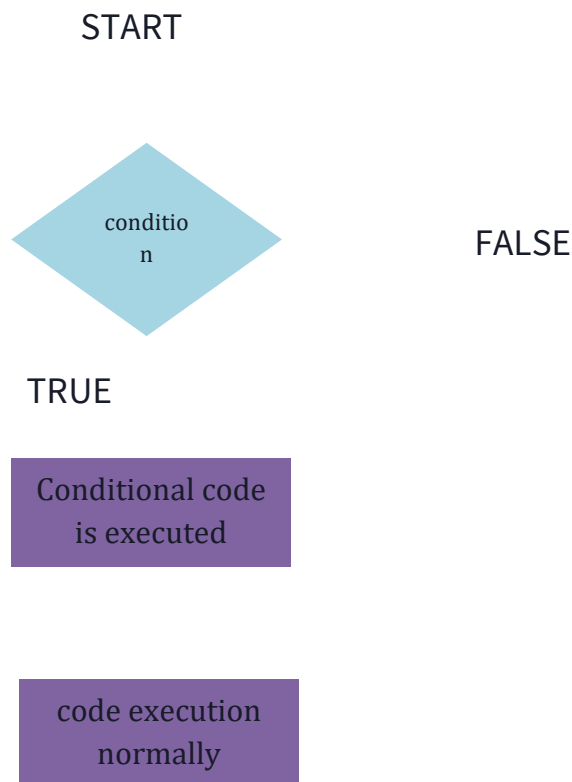 START
conditio
n
FALSE
TRUE
Conditional code
is executed
code execution
normally